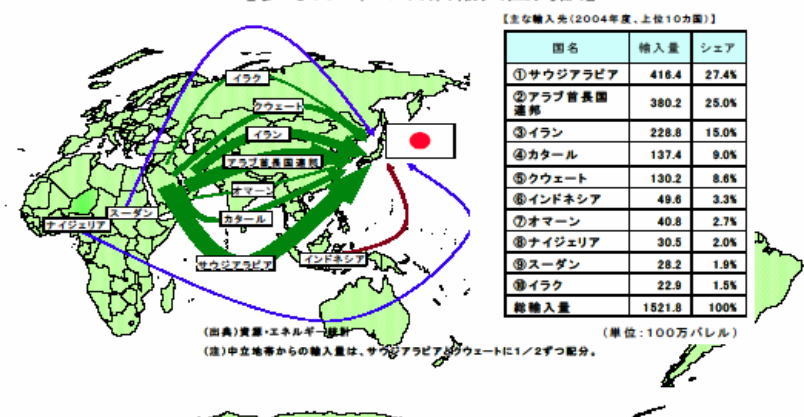 【主な輸入先(2004年度、上位10カ国)】
国名 輸入量 シェア
①サウジアラビア 416.4 27.4%
②アラブ首長国連邦 380.2 25.0%
③イラン 228.8 15.0%
④カタール 137.4 9.0%
⑤クウェート 130.2 8.6%
⑥インドネシア 49.6 3.3%
⑦オマーン 40.8 2.7%
⑧ナイジェリア 30.5 2.0%
⑨スーダン 28.2 1.9%
⑩イラク 22.9 1.5%
総輸入量 1521.8 100%
(単位:100万バレル)
イラク
クウェート
イラン
アラブ首長国連邦
オマーン
スーダン
カタール
ナイジェリア
サウジアラビア
インドネシア
(出典)資源・エネルギー統計
(注)中立地帯からの輸入量は、サウジアラビアとクウェートに1/2ずつ配分。